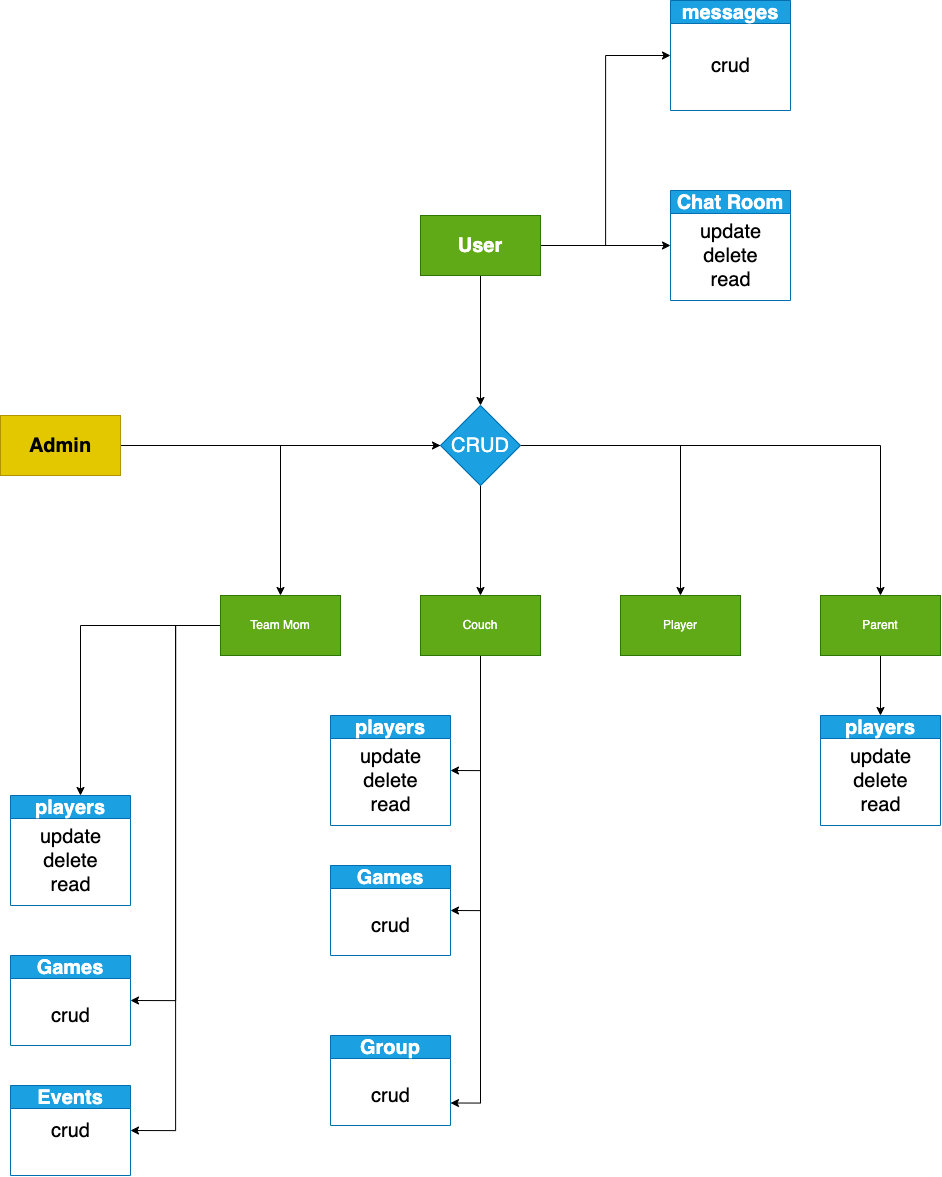 messages
crud
Chat Room
update
delete
read
User
Admin
CRUD
Team Mom
Couch
Player
Parent
players
update
delete
read
players
update
delete
read
players
update
delete
read
Games
crud
Games
crud
Group
crud
Events
crud